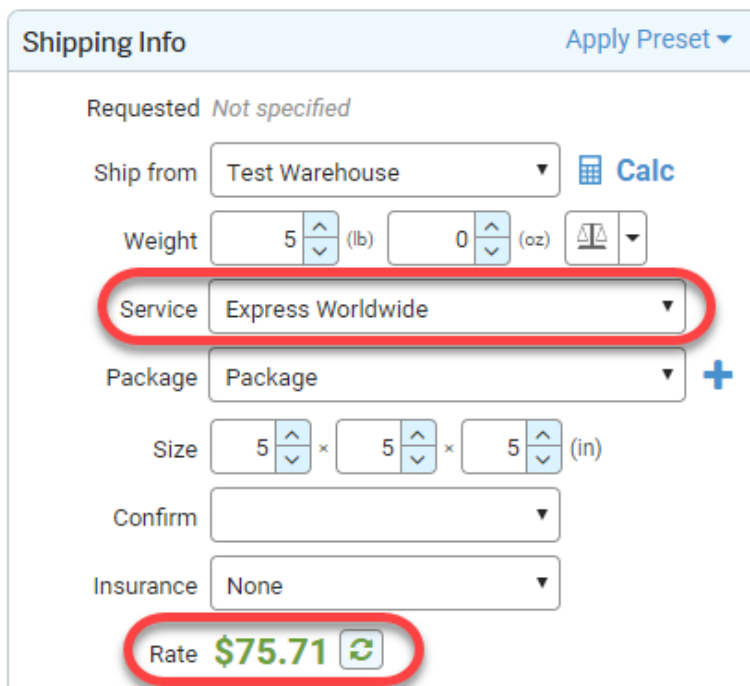 Shipping Info Apply Preset
Requested Not specified
Ship from Test Warehouse Calc
Weight 5 (lb) 0 (oz)
Service Express Worldwide
Package Package
Size 5 × 5 × 5 (in)
Confirm
Insurance None
Rate $75.71